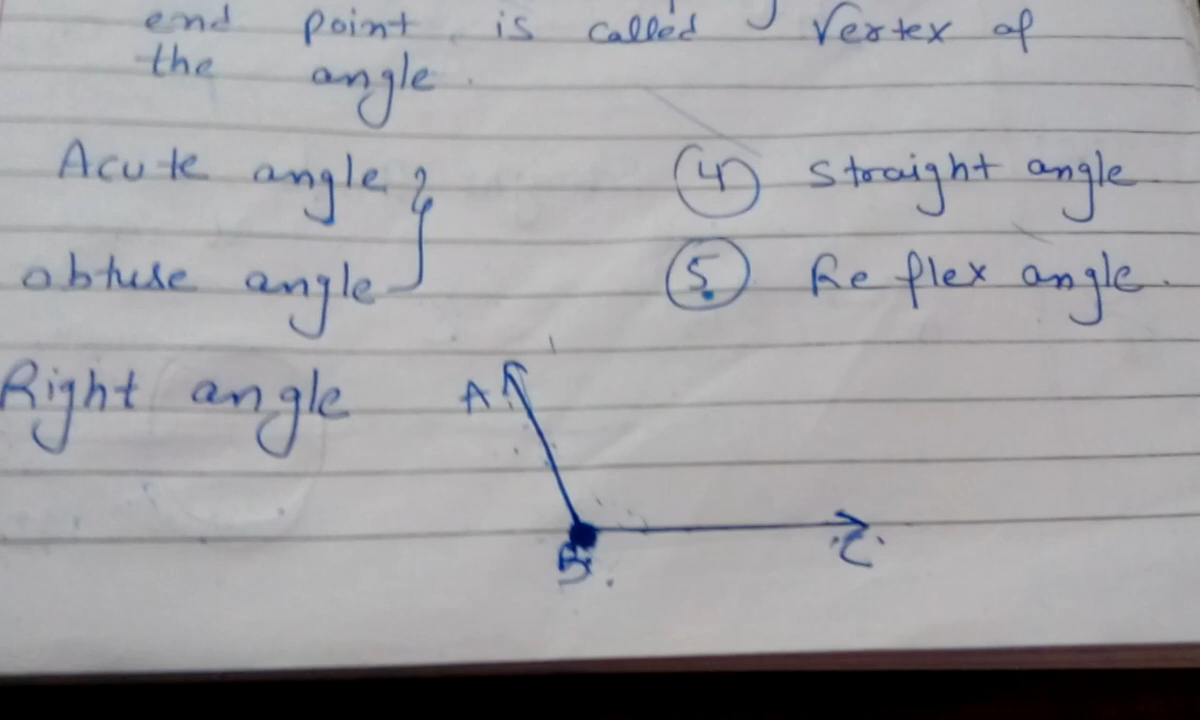 end point is called Vertex of
the angle.
Acute angle
④ Straight angle
obtuse angle
⑤ Reflex angle.
Right angle
A
B.
C.